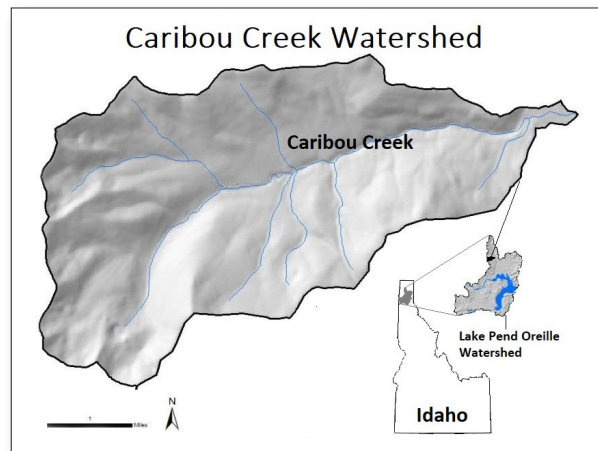 Caribou Creek Watershed
Caribou Creek
Lake Pend Oreille
Watershed
Idaho
N
1
Miles